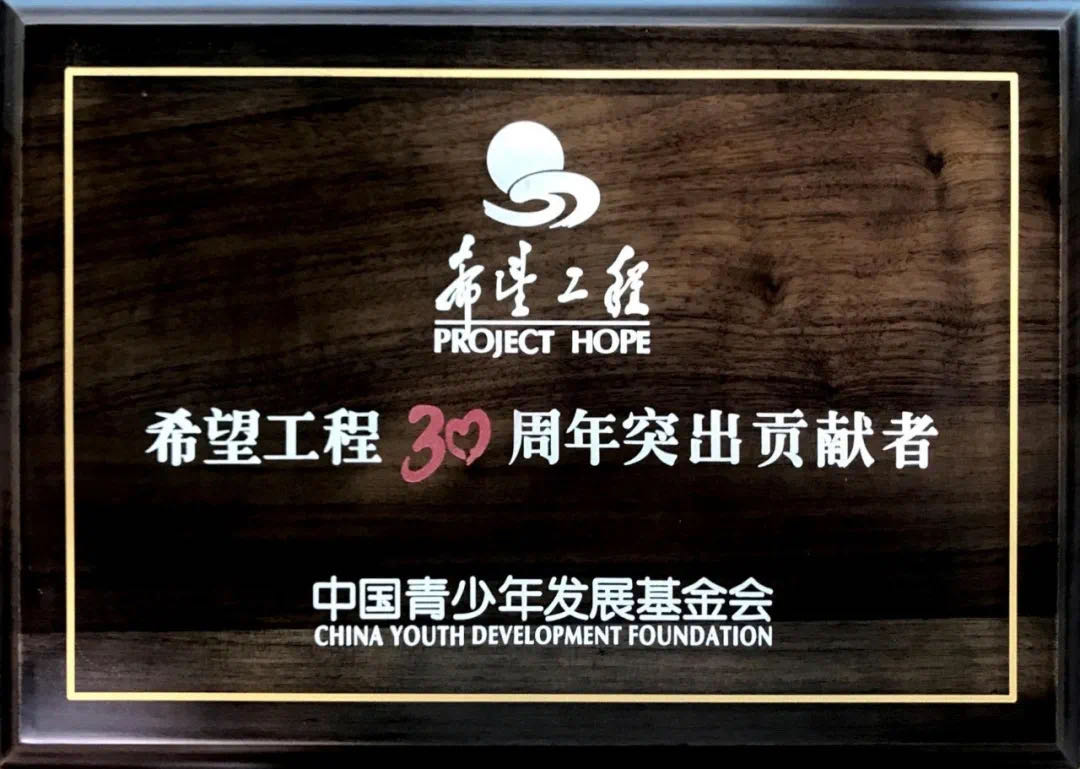 希望工程
PROJECT HOPE
希望工程30周年突出贡献者
中国青少年发展基金会
CHINA YOUTH DEVELOPMENT FOUNDATION